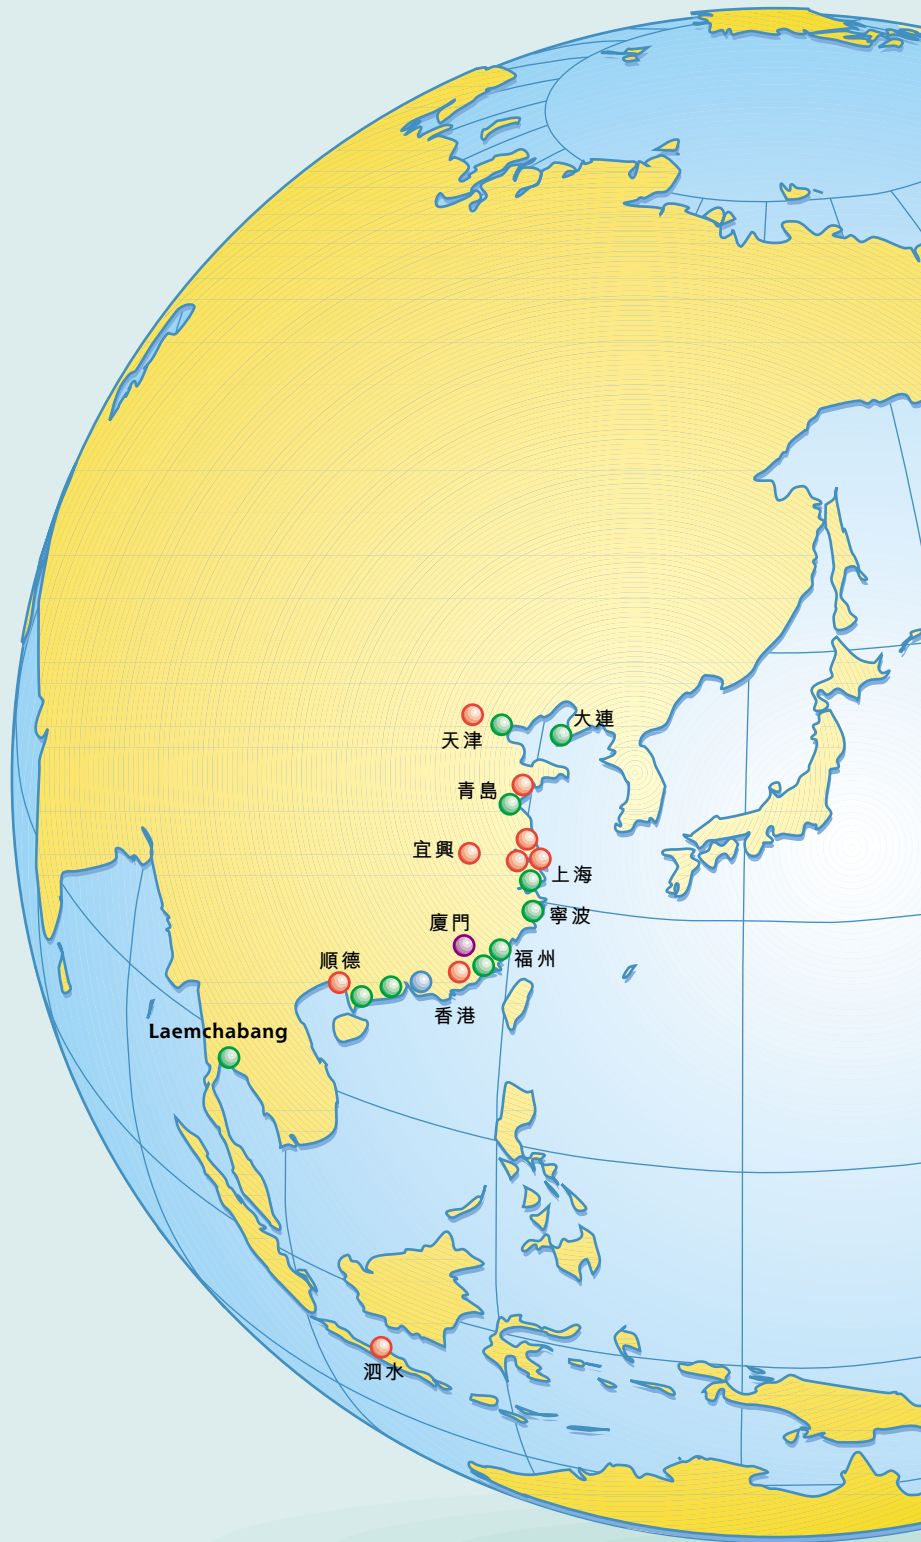 大連
天津
青島
宜興
上海
寧波
廈門
福州
順德
香港
Laemchabang
泗水